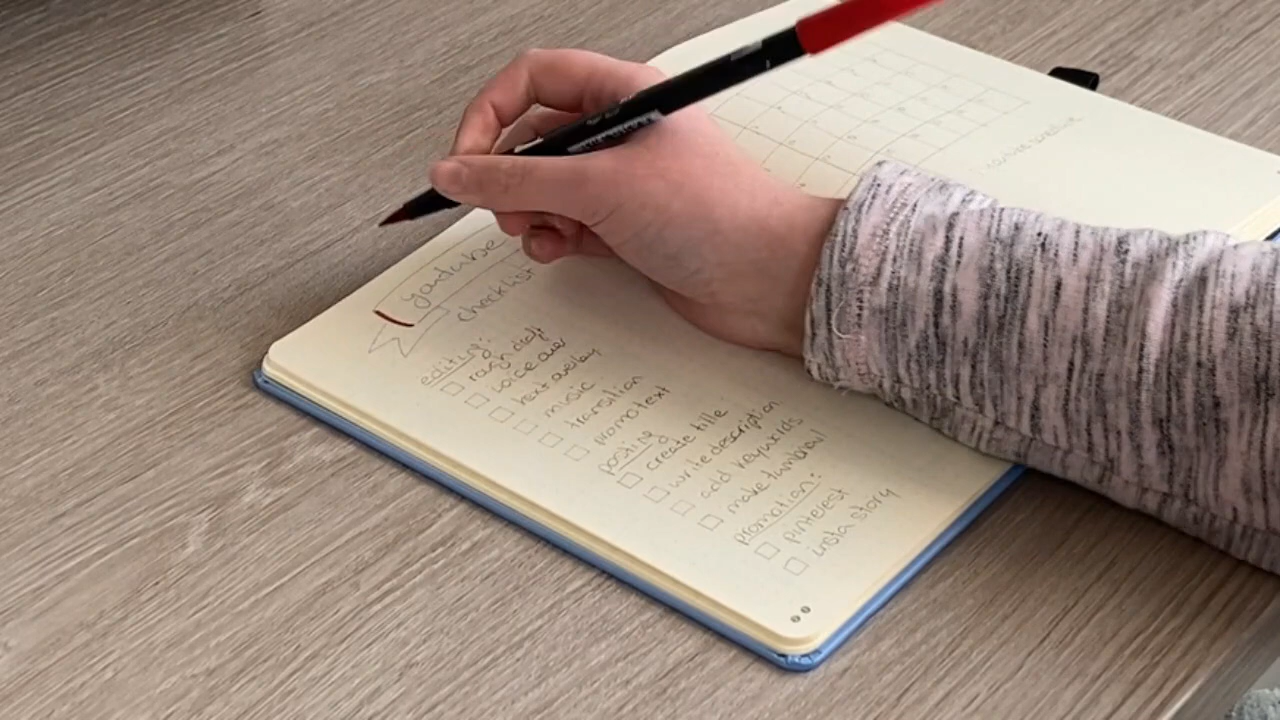 youtube
checklist
editing:
rough draft
voice over
text overlay
music
transition
promo text
posting
create title
write description
add keywords
make tumbnail
promotion:
pinterest
insta story